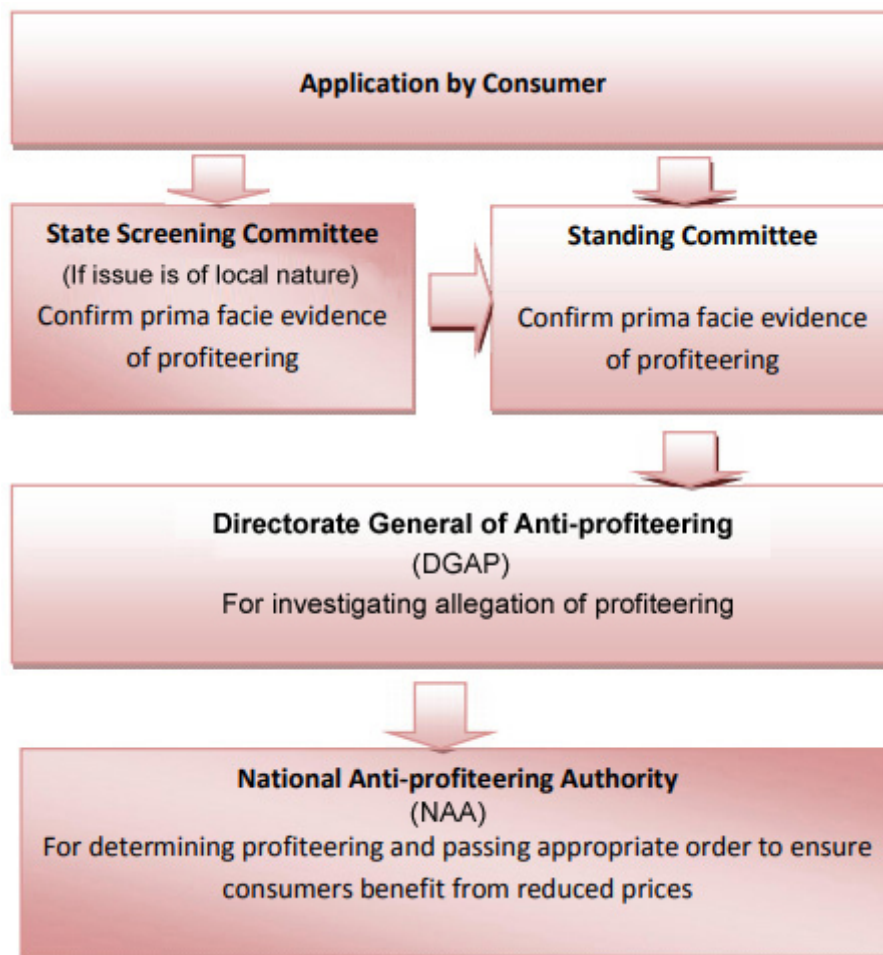 Application by Consumer
State Screening Committee
(If issue is of local nature)
Confirm prima facie evidence
of profiteering
Standing Committee
Confirm prima facie evidence
of profiteering
Directorate General of Anti-profiteering
(DGAP)
For investigating allegation of profiteering
National Anti-profiteering Authority
(NAA)
For determining profiteering and passing appropriate order to ensure
consumers benefit from reduced prices